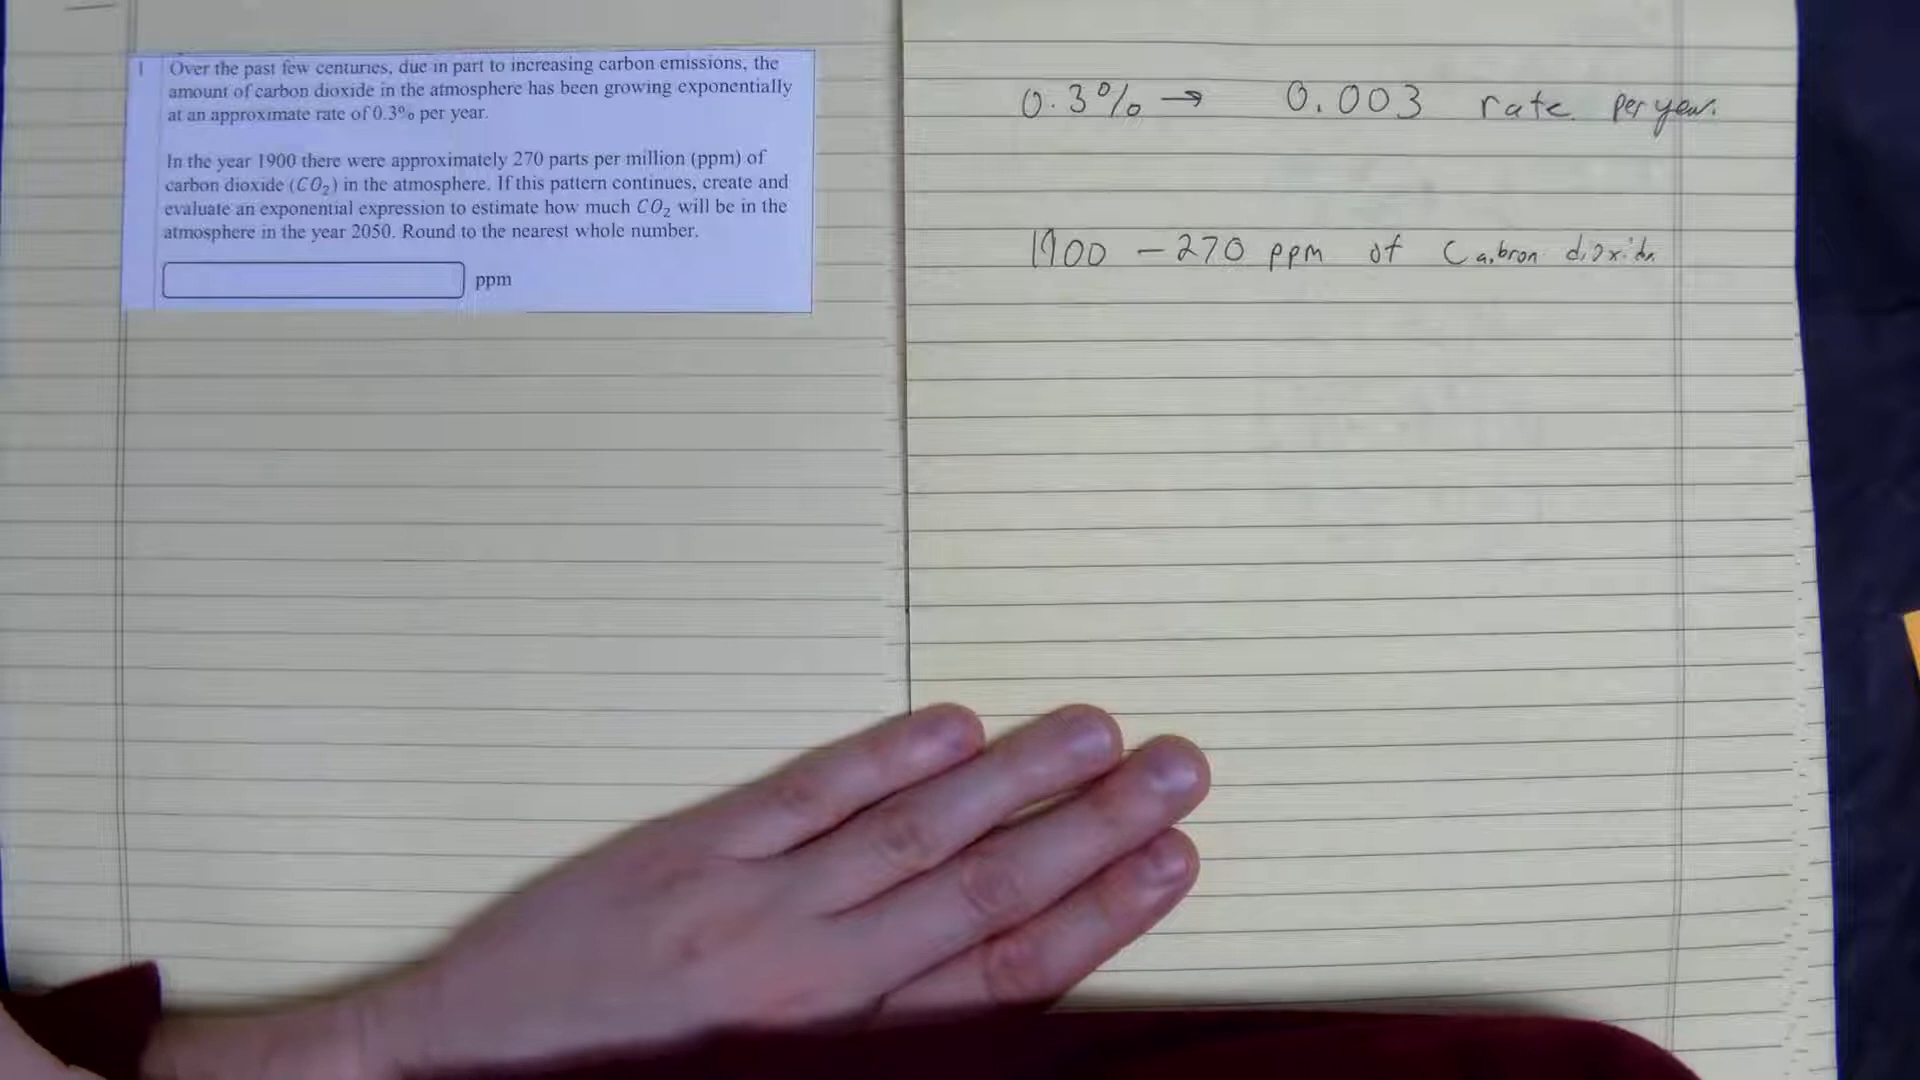 1 Over the past few centuries, due in part to increasing carbon emissions, the
amount of carbon dioxide in the atmosphere has been growing exponentially
at an approximate rate of 0.3% per year.
In the year 1900 there were approximately 270 parts per million (ppm) of
carbon dioxide (CO₂) in the atmosphere. If this pattern continues, create and
evaluate an exponential expression to estimate how much CO₂ will be in the
atmosphere in the year 2050. Round to the nearest whole number.
ppm
0.3% → 0.003 rate per year.
1900 – 270 ppm of Cabron dioxide